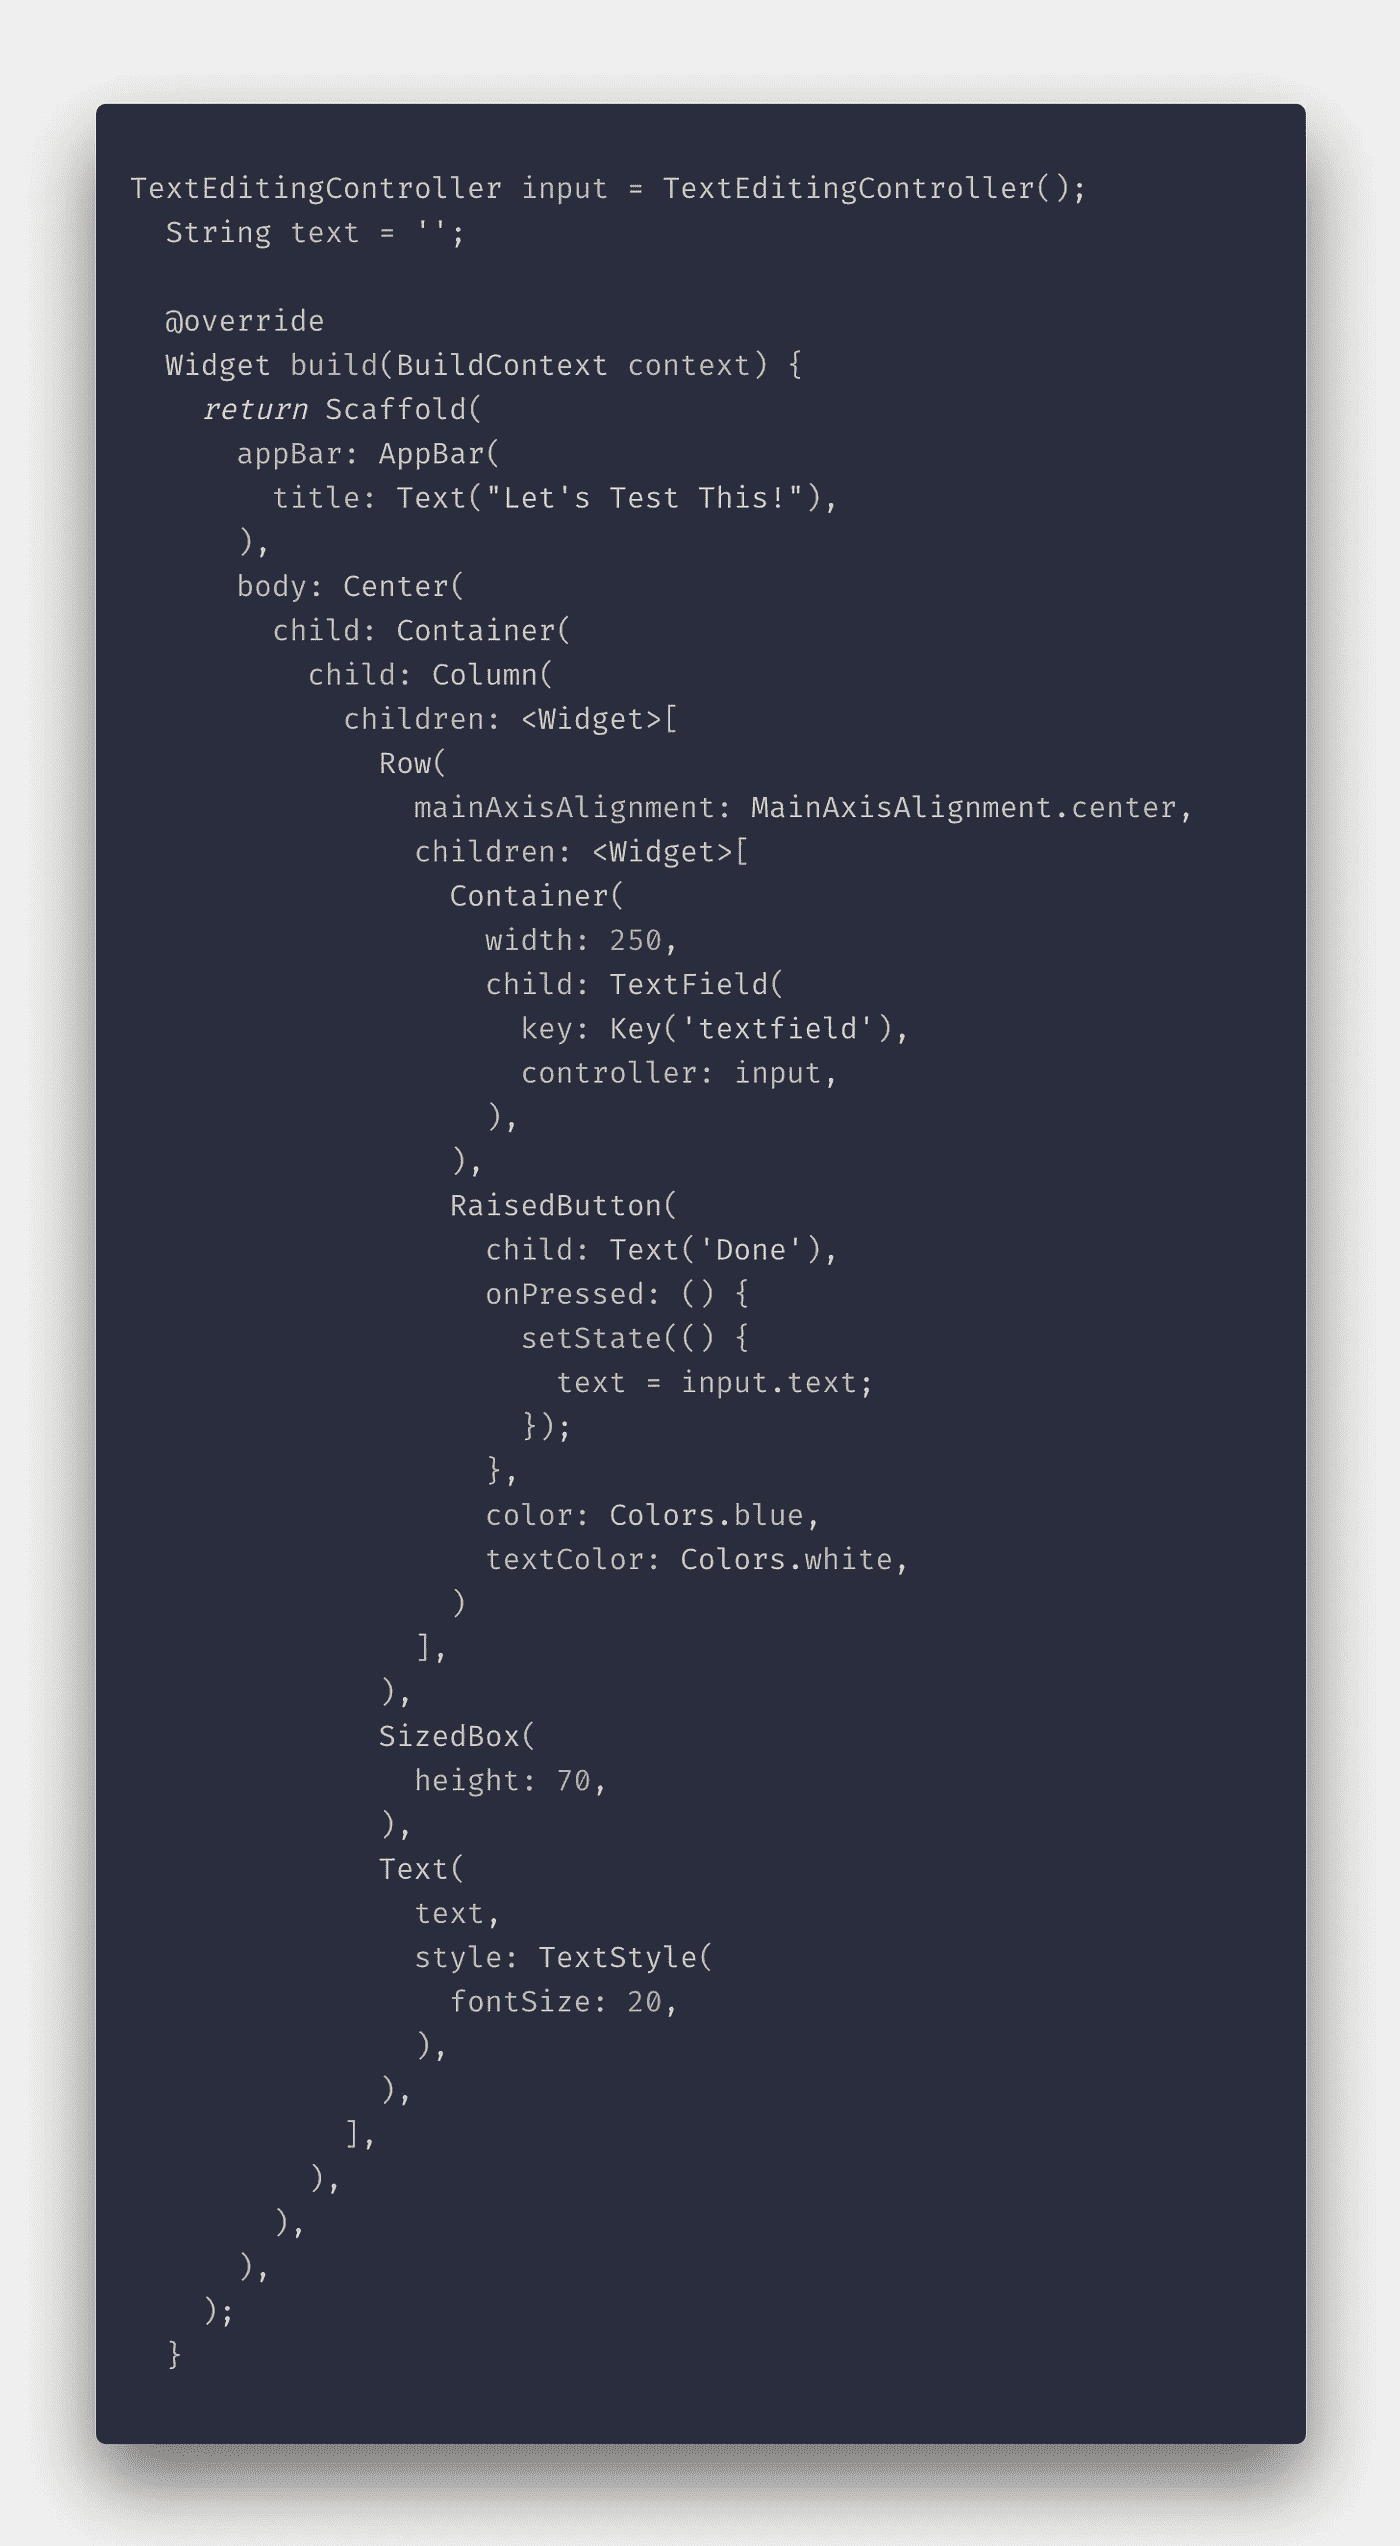 TextEditingController input = TextEditingController();
  String text = '';

  @override
  Widget build(BuildContext context) {
    return Scaffold(
      appBar: AppBar(
        title: Text("Let's Test This!"),
      ),
      body: Center(
        child: Container(
          child: Column(
            children: <Widget>[
              Row(
                mainAxisAlignment: MainAxisAlignment.center,
                children: <Widget>[
                  Container(
                    width: 250,
                    child: TextField(
                      key: Key('textfield'),
                      controller: input,
                    ),
                  ),
                  RaisedButton(
                    child: Text('Done'),
                    onPressed: () {
                      setState(() {
                        text = input.text;
                      });
                    },
                    color: Colors.blue,
                    textColor: Colors.white,
                  )
                ],
              ),
              SizedBox(
                height: 70,
              ),
              Text(
                text,
                style: TextStyle(
                  fontSize: 20,
                ),
              ),
            ],
          ),
        ),
      ),
    );
  }